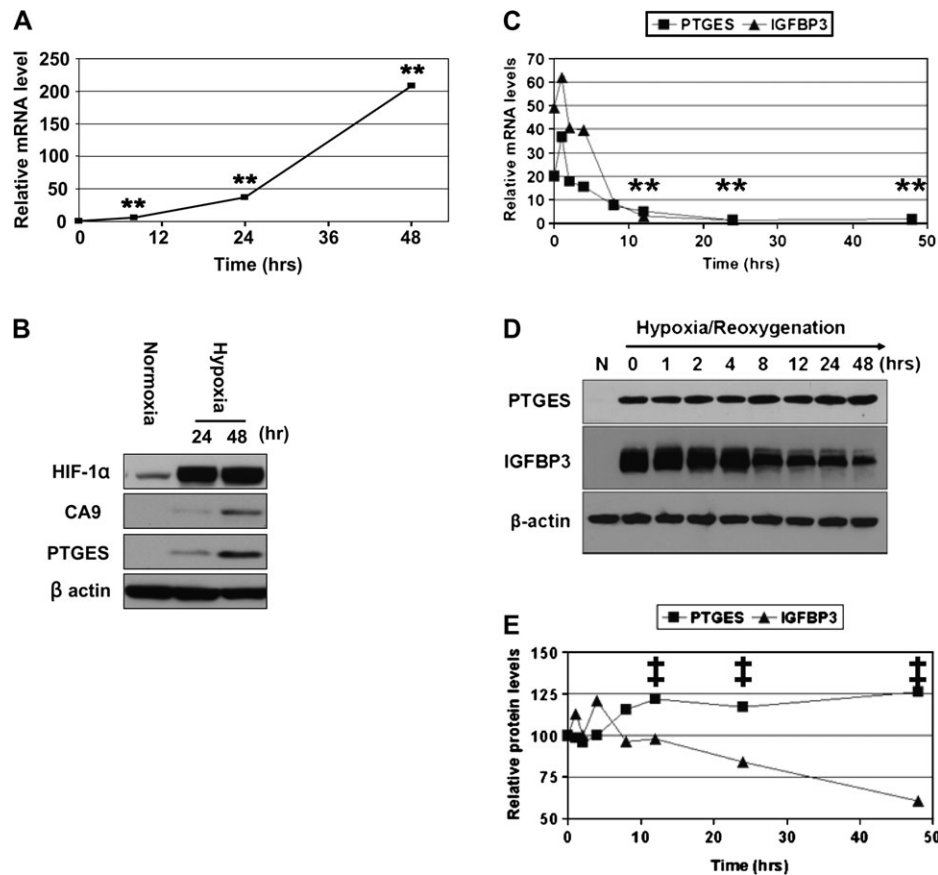 A
Relative mRNA level
250
200
150
100
50
0
** ** **
0 12 24 36 48
Time (hrs)
B
Normoxia
Hypoxia
24 48 (hr)
HIF-1α
CA9
PTGES
β actin
C
PTGES IGFBP3
Relative mRNA levels
70
60
50
40
30
20
10
0
** ** **
0 10 20 30 40 50
Time (hrs)
D
Hypoxia/Reoxygenation
N 0 1 2 4 8 12 24 48 (hrs)
PTGES
IGFBP3
β-actin
E
PTGES IGFBP3
Relative protein levels
150
125
100
75
50
‡ ‡ ‡
0 10 20 30 40 50
Time (hrs)